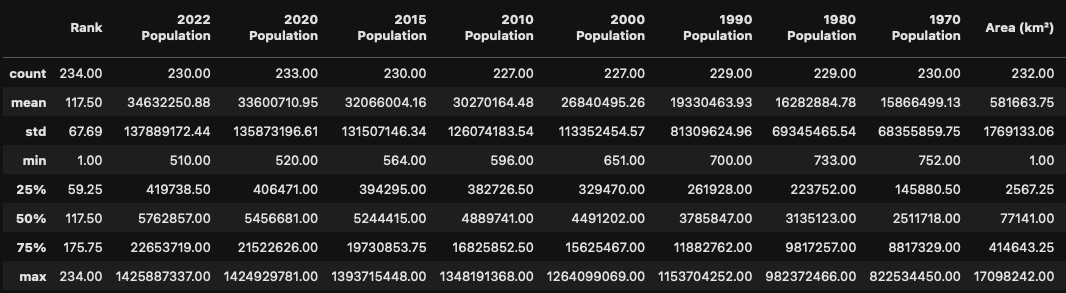 Rank 2022 Population 2020 Population 2015 Population 2010 Population 2000 Population 1990 Population 1980 Population 1970 Population Area (km²)
count 234.00 230.00 233.00 230.00 227.00 227.00 229.00 229.00 230.00 232.00
mean 117.50 34632250.88 33600710.95 32066004.16 30270164.48 26840495.26 19330463.93 16282884.78 15866499.13 581663.75
std 67.69 137889172.44 135873196.61 131507146.34 126074183.54 113352454.57 81309624.96 69345465.54 68355859.75 1769133.06
min 1.00 510.00 520.00 564.00 596.00 651.00 700.00 733.00 752.00 1.00
25% 59.25 419738.50 406471.00 394295.00 382726.50 329470.00 261928.00 223752.00 145880.50 2567.25
50% 117.50 5762857.00 5456681.00 5244415.00 4889741.00 4491202.00 3785847.00 3135123.00 2511718.00 77141.00
75% 175.75 22653719.00 21522626.00 19730853.75 16825852.50 15625467.00 11882762.00 9817257.00 8817329.00 414643.25
max 234.00 1425887337.00 1424929781.00 1393715448.00 1348191368.00 1264099069.00 1153704252.00 982372466.00 822534450.00 17098242.00